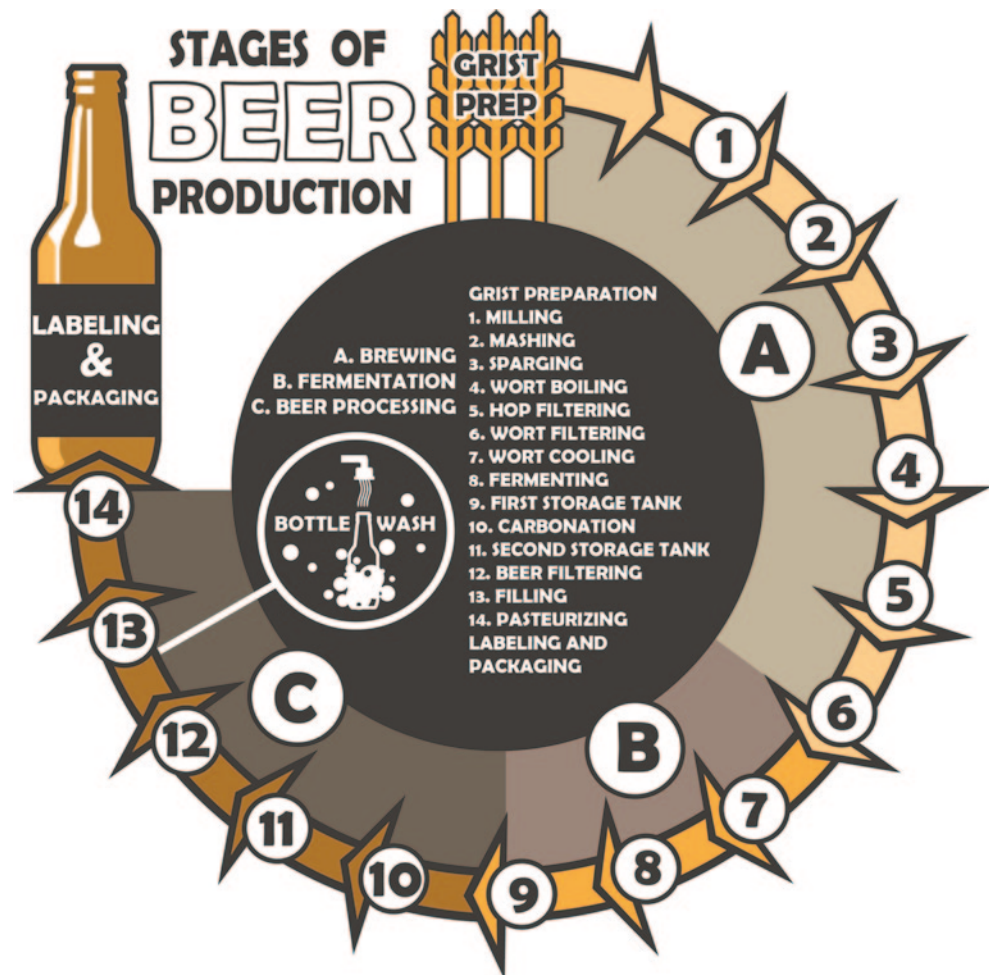 STAGES OF
BEER
PRODUCTION
GRIST
PREP
LABELING
&
PACKAGING
A. BREWING
B. FERMENTATION
C. BEER PROCESSING
BOTTLE WASH
GRIST PREPARATION
1. MILLING
2. MASHING
3. SPARGING
4. WORT BOILING
5. HOP FILTERING
6. WORT FILTERING
7. WORT COOLING
8. FERMENTING
9. FIRST STORAGE TANK
10. CARBONATION
11. SECOND STORAGE TANK
12. BEER FILTERING
13. FILLING
14. PASTEURIZING
LABELING AND
PACKAGING
A
B
C
1
2
3
4
5
6
7
8
9
10
11
12
13
14